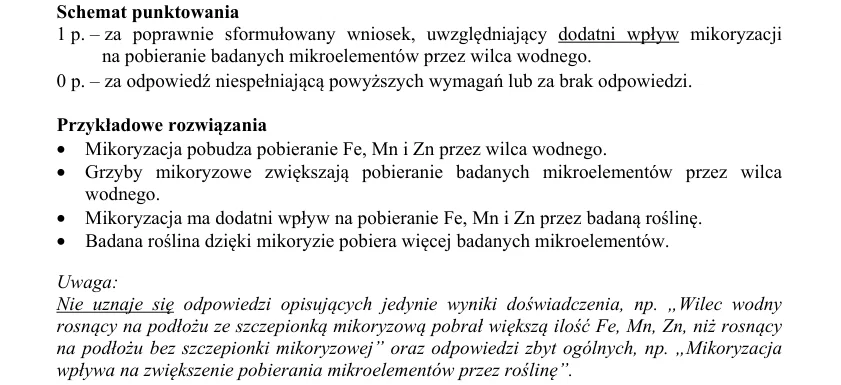 Schemat punktowania
1 p. – za poprawnie sformułowany wniosek, uwzględniający dodatni wpływ mikoryzacji
na pobieranie badanych mikroelementów przez wilca wodnego.
0 p. – za odpowiedź niespełniającą powyższych wymagań lub za brak odpowiedzi.
Przykładowe rozwiązania
• Mikoryzacja pobudza pobieranie Fe, Mn i Zn przez wilca wodnego.
• Grzyby mikoryzowe zwiększają pobieranie badanych mikroelementów przez wilca
wodnego.
• Mikoryzacja ma dodatni wpływ na pobieranie Fe, Mn i Zn przez badaną roślinę.
• Badana roślina dzięki mikoryzie pobiera więcej badanych mikroelementów.
Uwaga:
Nie uznaje się odpowiedzi opisujących jedynie wyniki doświadczenia, np. „Wilec wodny
rosnący na podłożu ze szczepionką mikoryzową pobrał większą ilość Fe, Mn, Zn, niż rosnący
na podłożu bez szczepionki mikoryzowej” oraz odpowiedzi zbyt ogólnych, np. „Mikoryzacja
wpływa na zwiększenie pobierania mikroelementów przez roślinę”.